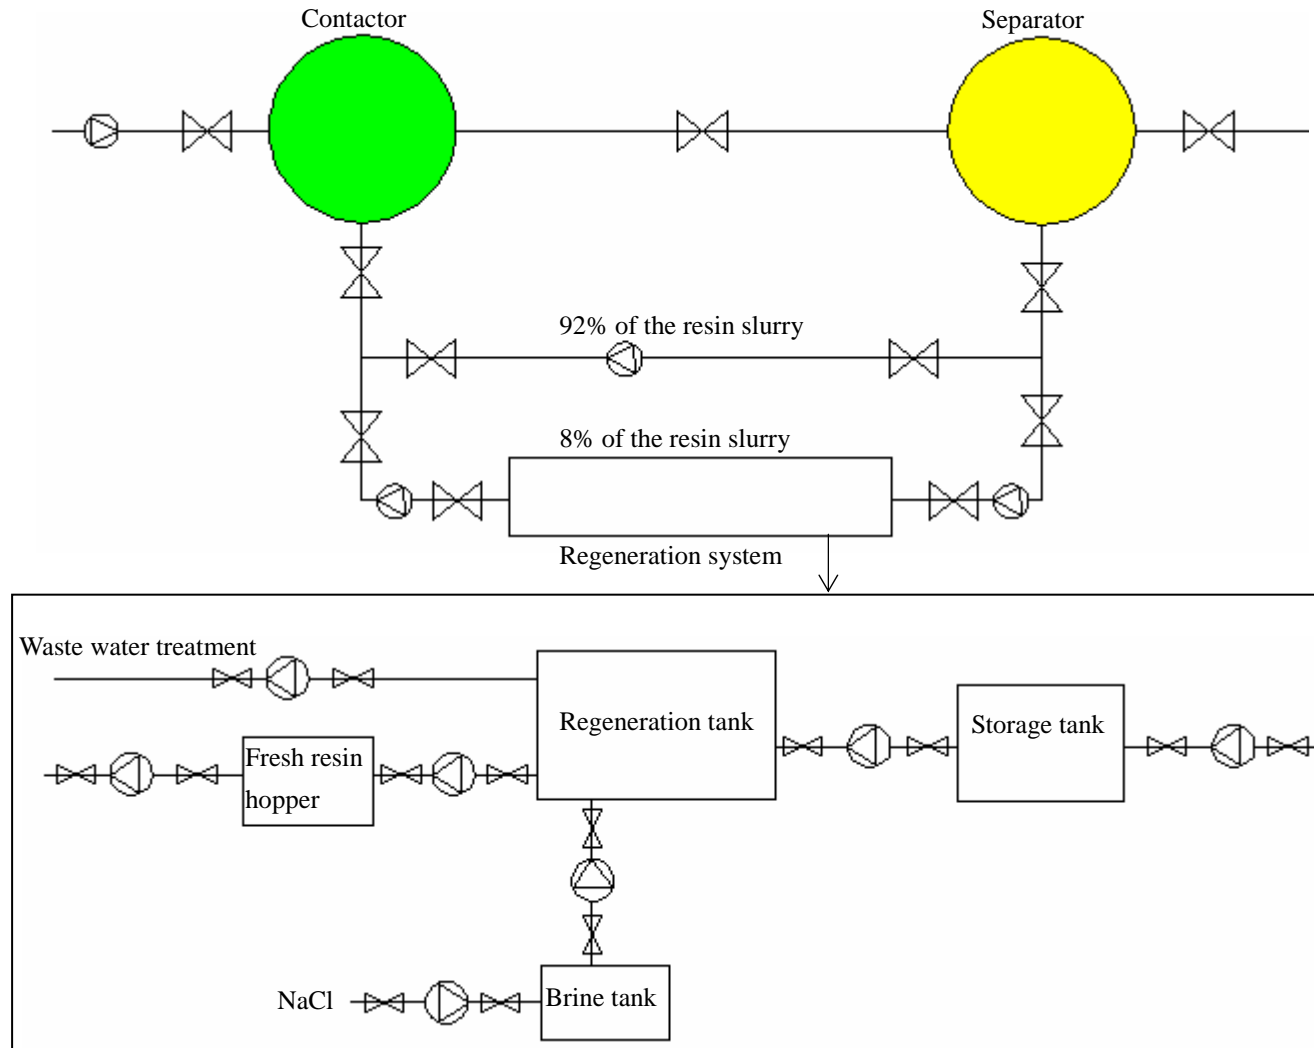 Contactor
Separator
92% of the resin slurry
8% of the resin slurry
Regeneration system
Waste water treatment
Regeneration tank
Storage tank
Fresh resin
hopper
NaCl
Brine tank